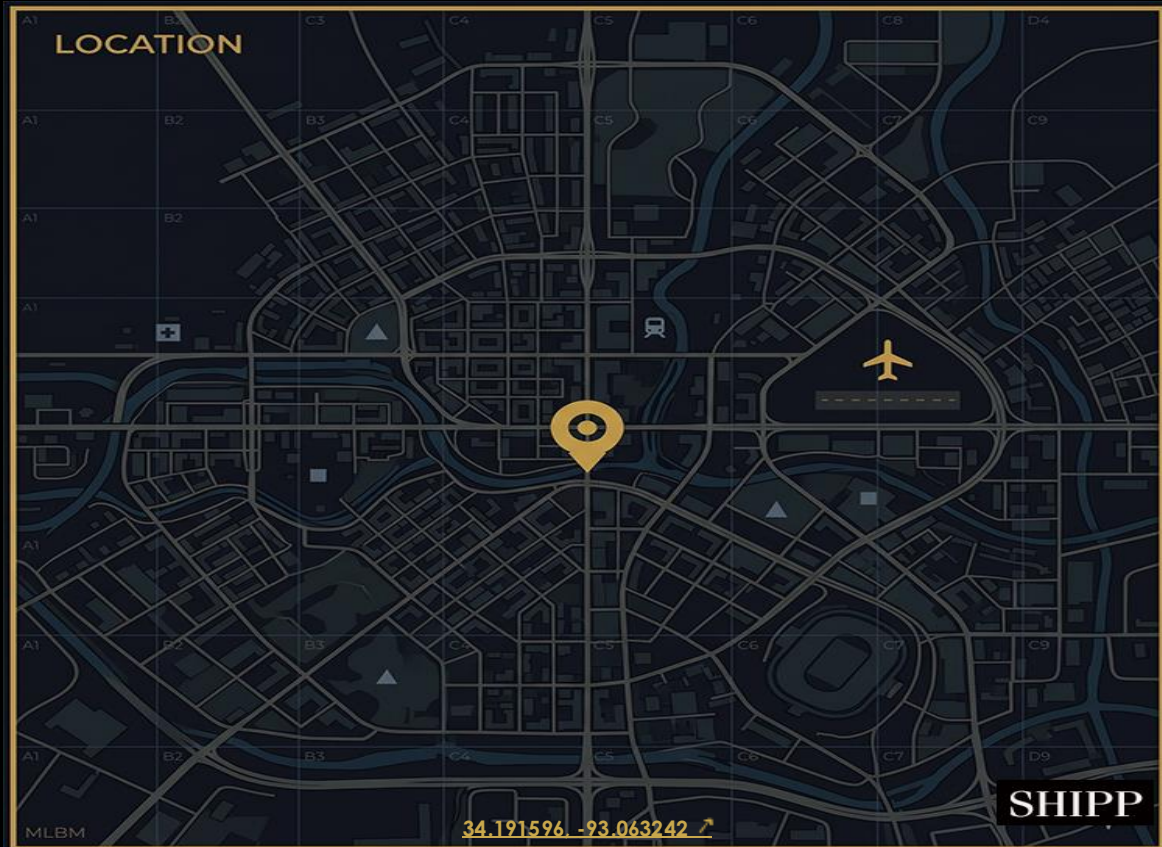 A1 B2 C3 C4 C5 C6 C8 D4
LOCATION
A1 B2 B3 C4 C5 C6 C7 C9
A1 B2
A1
A1
A1 B2 B3 C4 C5 C6 C7 C9
A1 B2 B3 C4 C5 C6 C7 D9
SHIPP
MLBM
34.191596, -93.063242 ↗